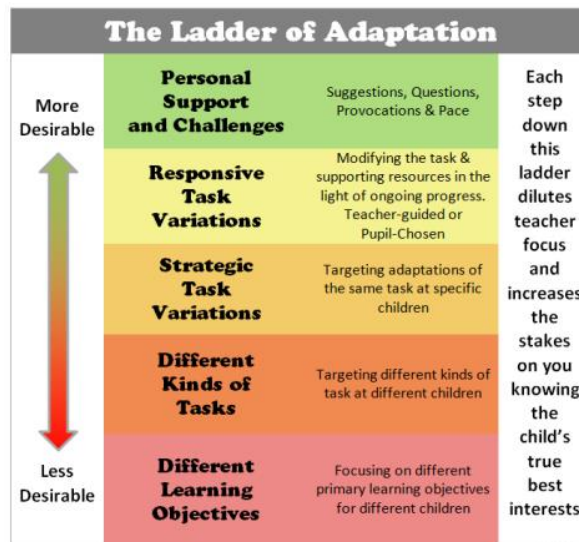 The Ladder of Adaptation
More
Desirable
Less
Desirable
Personal
Support
and Challenges
Suggestions, Questions,
Provocations & Pace
Responsive
Task
Variations
Modifying the task &
supporting resources in the
light of ongoing progress.
Teacher-guided or
Pupil-Chosen
Strategic
Task
Variations
Targeting adaptations of
the same task at specific
children
Different
Kinds of
Tasks
Targeting different kinds of
task at different children
Different
Learning
Objectives
Focusing on different
primary learning objectives
for different children
Each
step
down
this
ladder
dilutes
teacher
focus
and
increases
the
stakes
on you
knowing
the
child's
true
best
interests